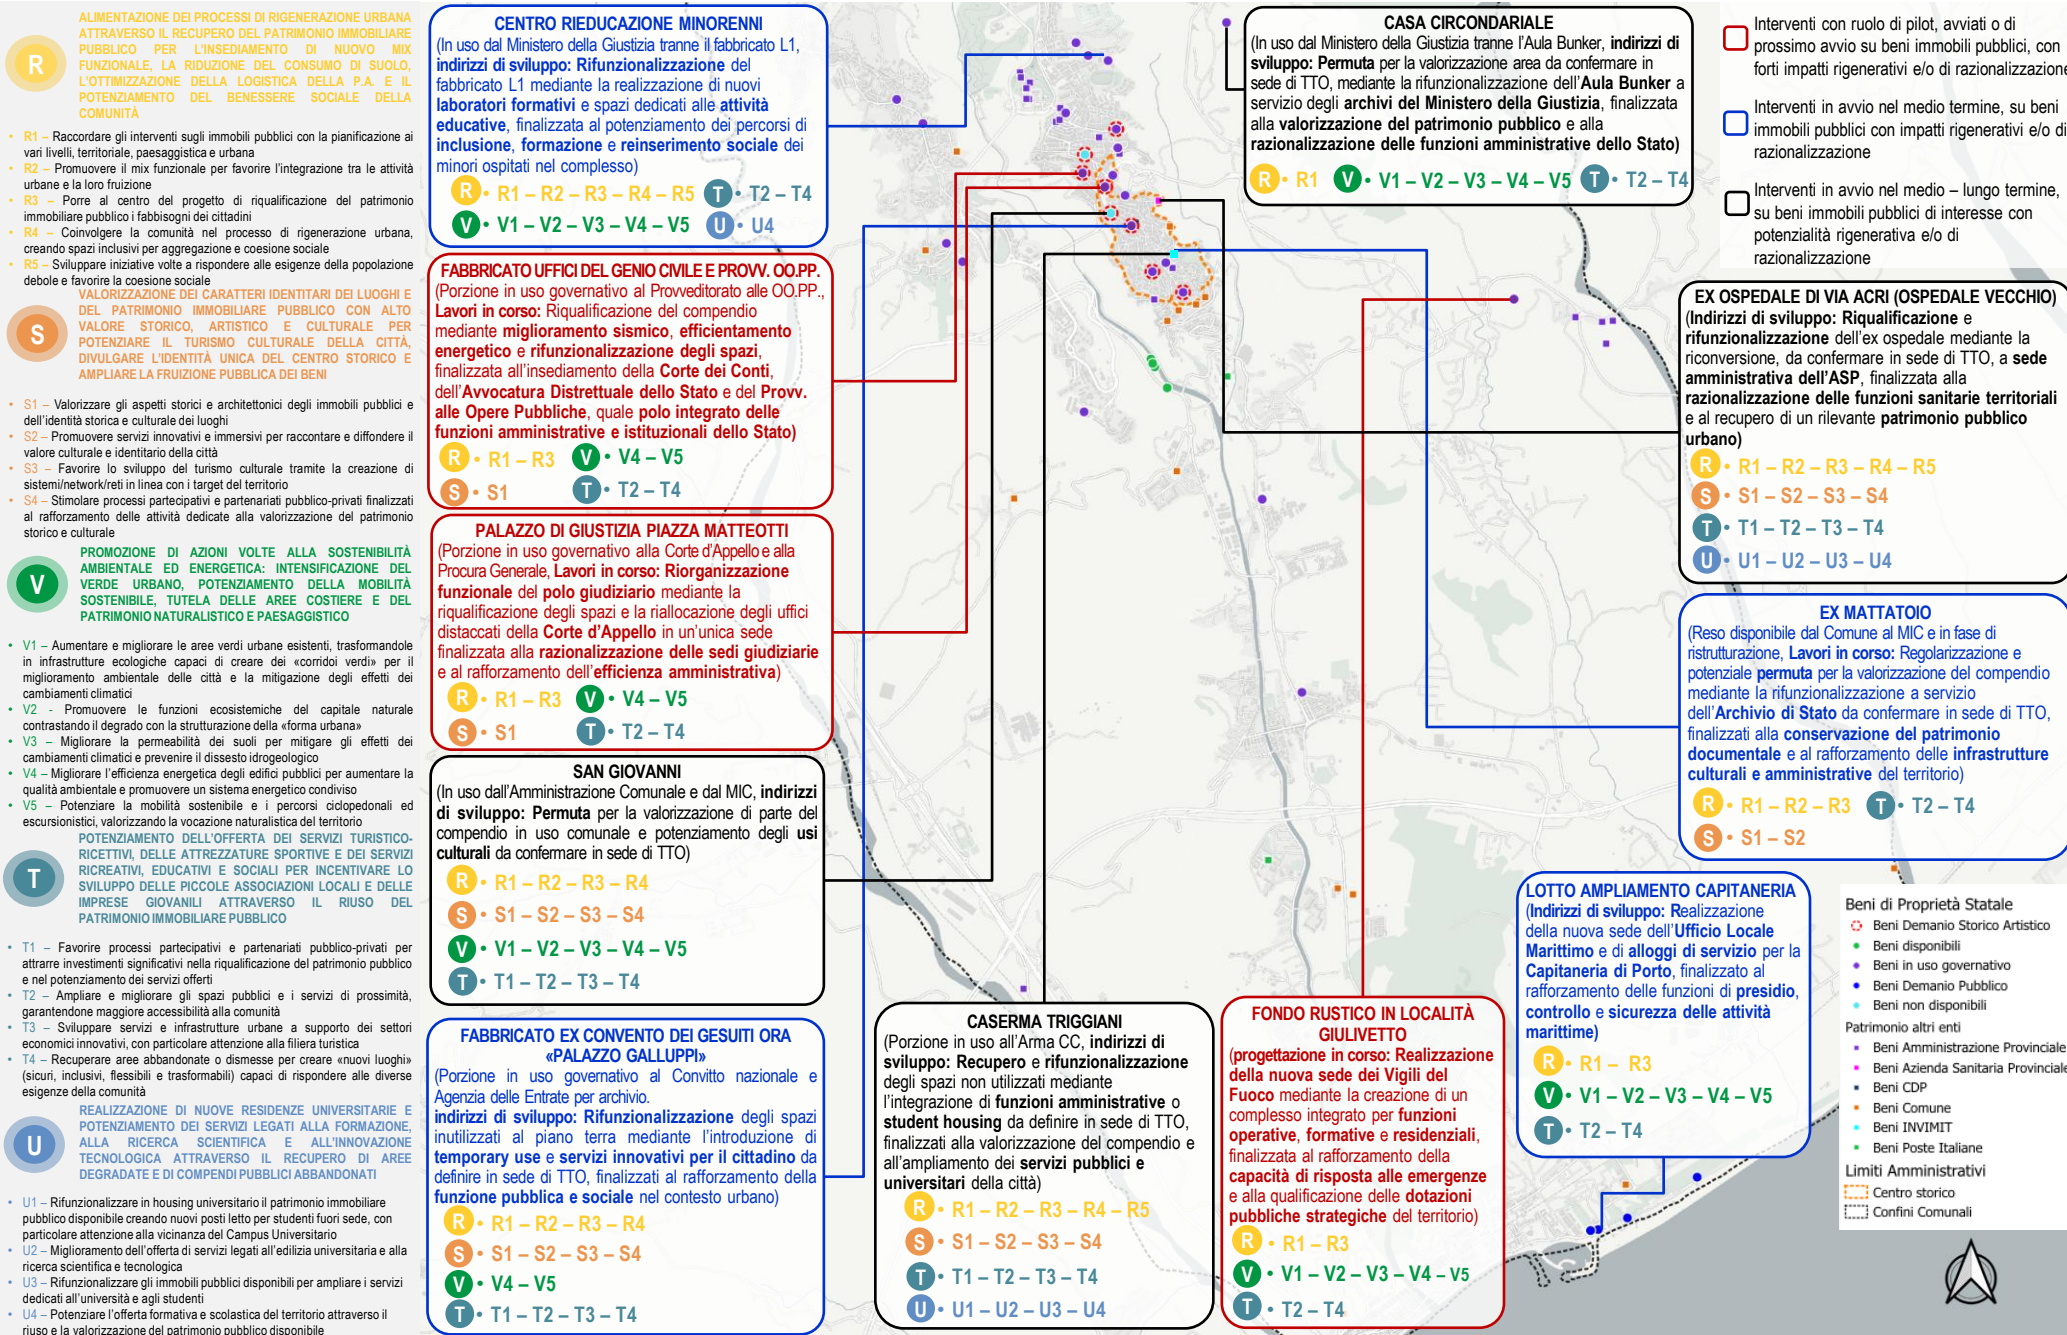 ALIMENTAZIONE DEI PROCESSI DI RIGENERAZIONE URBANA
ATTRAVERSO IL RECUPERO DEL PATRIMONIO IMMOBILIARE
PUBBLICO PER L'INSEDIAMENTO DI NUOVO MIX
FUNZIONALE, LA RIDUZIONE DEL CONSUMO DI SUOLO,
L'OTTIMIZZAZIONE DELLA LOGISTICA DELLA P.A. E IL
POTENZIAMENTO DEL BENESSERE SOCIALE DELLA
COMUNITÀ
R
• R1 – Raccordare gli interventi sugli immobili pubblici con la pianificazione ai
vari livelli, territoriale, paesaggistica e urbana
• R2 – Promuovere il mix funzionale per favorire l'integrazione tra le attività
urbane e la loro fruizione
• R3 – Porre al centro del progetto di riqualificazione del patrimonio
immobiliare pubblico i fabbisogni dei cittadini
• R4 – Coinvolgere la comunità nel processo di rigenerazione urbana,
creando spazi inclusivi per aggregazione e coesione sociale
• R5 – Sviluppare iniziative volte a rispondere alle esigenze della popolazione
debole e favorire la coesione sociale
VALORIZZAZIONE DEI CARATTERI IDENTITARI DEI LUOGHI E
DEL PATRIMONIO IMMOBILIARE PUBBLICO CON ALTO
VALORE STORICO, ARTISTICO E CULTURALE PER
POTENZIARE IL TURISMO CULTURALE DELLA CITTÀ,
DIVULGARE L'IDENTITÀ UNICA DEL CENTRO STORICO E
AMPLIARE LA FRUIZIONE PUBBLICA DEI BENI
S
• S1 – Valorizzare gli aspetti storici e architettonici degli immobili pubblici e
dell'identità storica e culturale dei luoghi
• S2 – Promuovere servizi innovativi e immersivi per raccontare e diffondere il
valore culturale e identitario della città
• S3 – Favorire lo sviluppo del turismo culturale tramite la creazione di
sistemi/network/reti in linea con i target del territorio
• S4 – Stimolare processi partecipativi e partenariati pubblico-privati finalizzati
al rafforzamento delle attività dedicate alla valorizzazione del patrimonio
storico e culturale
PROMOZIONE DI AZIONI VOLTE ALLA SOSTENIBILITÀ
AMBIENTALE ED ENERGETICA: INTENSIFICAZIONE DEL
VERDE URBANO, POTENZIAMENTO DELLA MOBILITÀ
SOSTENIBILE, TUTELA DELLE AREE COSTIERE E DEL
PATRIMONIO NATURALISTICO E PAESAGGISTICO
V
• V1 – Aumentare e migliorare le aree verdi urbane esistenti, trasformandole
in infrastrutture ecologiche capaci di creare dei «corridoi verdi» per il
miglioramento ambientale delle città e la mitigazione degli effetti dei
cambiamenti climatici
• V2 - Promuovere le funzioni ecosistemiche del capitale naturale
contrastando il degrado con la strutturazione della «forma urbana»
• V3 – Migliorare la permeabilità dei suoli per mitigare gli effetti dei
cambiamenti climatici e prevenire il dissesto idrogeologico
• V4 – Migliorare l'efficienza energetica degli edifici pubblici per aumentare la
qualità ambientale e promuovere un sistema energetico condiviso
• V5 – Potenziare la mobilità sostenibile e i percorsi ciclopedonali ed
escursionistici, valorizzando la vocazione naturalistica del territorio
POTENZIAMENTO DELL'OFFERTA DEI SERVIZI TURISTICO-
RICETTIVI, DELLE ATTREZZATURE SPORTIVE E DEI SERVIZI
RICREATIVI, EDUCATIVI E SOCIALI PER INCENTIVARE LO
SVILUPPO DELLE PICCOLE ASSOCIAZIONI LOCALI E DELLE
IMPRESE GIOVANILI ATTRAVERSO IL RIUSO DEL
PATRIMONIO IMMOBILIARE PUBBLICO
T
• T1 – Favorire processi partecipativi e partenariati pubblico-privati per
attrarre investimenti significativi nella riqualificazione del patrimonio pubblico
e nel potenziamento dei servizi offerti
• T2 – Ampliare e migliorare gli spazi pubblici e i servizi di prossimità,
garantendone maggiore accessibilità alla comunità
• T3 – Sviluppare servizi e infrastrutture urbane a supporto dei settori
economici innovativi, con particolare attenzione alla filiera turistica
• T4 – Recuperare aree abbandonate o dismesse per creare «nuovi luoghi»
(sicuri, inclusivi, flessibili e trasformabili) capaci di rispondere alle diverse
esigenze della comunità
REALIZZAZIONE DI NUOVE RESIDENZE UNIVERSITARIE E
POTENZIAMENTO DEI SERVIZI LEGATI ALLA FORMAZIONE,
ALLA RICERCA SCIENTIFICA E ALL'INNOVAZIONE
TECNOLOGICA ATTRAVERSO IL RECUPERO DI AREE
DEGRADATE E DI COMPENDI PUBBLICI ABBANDONATI
U
• U1 – Rifunzionalizzare in housing universitario il patrimonio immobiliare
pubblico disponibile creando nuovi posti letto per studenti fuori sede, con
particolare attenzione alla vicinanza del Campus Universitario
• U2 – Miglioramento dell'offerta di servizi legati all'edilizia universitaria e alla
ricerca scientifica e tecnologica
• U3 – Rifunzionalizzare gli immobili pubblici disponibili per ampliare i servizi
dedicati all'università e agli studenti
• U4 – Potenziare l'offerta formativa e scolastica del territorio attraverso il
riuso e la valorizzazione del patrimonio pubblico disponibile
CENTRO RIEDUCAZIONE MINORENNI
(In uso dal Ministero della Giustizia tranne il fabbricato L1,
indirizzi di sviluppo: Rifunzionalizzazione del
fabbricato L1 mediante la realizzazione di nuovi
laboratori formativi e spazi dedicati alle attività
educative, finalizzata al potenziamento dei percorsi di
inclusione, formazione e reinserimento sociale dei
minori ospitati nel complesso)
R • R1 – R2 – R3 – R4 – R5 T • T2 – T4
V • V1 – V2 – V3 – V4 – V5 U • U4
FABBRICATO UFFICI DEL GENIO CIVILE E PROVV. OO.PP.
(Porzione in uso governativo al Provveditorato alle OO.PP.,
Lavori in corso: Riqualificazione del compendio
mediante miglioramento sismico, efficientamento
energetico e rifunzionalizzazione degli spazi,
finalizzata all'insediamento della Corte dei Conti,
dell'Avvocatura Distrettuale dello Stato e del Provv.
alle Opere Pubbliche, quale polo integrato delle
funzioni amministrative e istituzionali dello Stato)
R • R1 – R3 V • V4 – V5
S • S1 T • T2 – T4
PALAZZO DI GIUSTIZIA PIAZZA MATTEOTTI
(Porzione in uso governativo alla Corte d'Appello e alla
Procura Generale, Lavori in corso: Riorganizzazione
funzionale del polo giudiziario mediante la
riqualificazione degli spazi e la riallocazione degli uffici
distaccati della Corte d'Appello in un'unica sede
finalizzata alla razionalizzazione delle sedi giudiziarie
e al rafforzamento dell'efficienza amministrativa)
R • R1 – R3 V • V4 – V5
S • S1 T • T2 – T4
SAN GIOVANNI
(In uso dall'Amministrazione Comunale e dal MIC, indirizzi
di sviluppo: Permuta per la valorizzazione di parte del
compendio in uso comunale e potenziamento degli usi
culturali da confermare in sede di TTO)
R • R1 – R2 – R3 – R4
S • S1 – S2 – S3 – S4
V • V1 – V2 – V3 – V4 – V5
T • T1 – T2 – T3 – T4
FABBRICATO EX CONVENTO DEI GESUITI ORA
«PALAZZO GALLUPPI»
(Porzione in uso governativo al Convitto nazionale e
Agenzia delle Entrate per archivio.
indirizzi di sviluppo: Rifunzionalizzazione degli spazi
inutilizzati al piano terra mediante l'introduzione di
temporary use e servizi innovativi per il cittadino da
definire in sede di TTO, finalizzati al rafforzamento della
funzione pubblica e sociale nel contesto urbano)
R • R1 – R2 – R3 – R4
S • S1 – S2 – S3 – S4
V • V4 – V5
T • T1 – T2 – T3 – T4
CASERMA TRIGGIANI
(Porzione in uso all'Arma CC, indirizzi di
sviluppo: Recupero e rifunzionalizzazione
degli spazi non utilizzati mediante
l'integrazione di funzioni amministrative o
student housing da definire in sede di TTO,
finalizzati alla valorizzazione del compendio e
all'ampliamento dei servizi pubblici e
universitari della città)
R • R1 – R2 – R3 – R4 – R5
S • S1 – S2 – S3 – S4
T • T1 – T2 – T3 – T4
U • U1 – U2 – U3 – U4
FONDO RUSTICO IN LOCALITÀ
GIULIVETTO
(progettazione in corso: Realizzazione
della nuova sede dei Vigili del
Fuoco mediante la creazione di un
complesso integrato per funzioni
operative, formative e residenziali,
finalizzata al rafforzamento della
capacità di risposta alle emergenze
e alla qualificazione delle dotazioni
pubbliche strategiche del territorio)
R • R1 – R3
V • V1 – V2 – V3 – V4 – V5
T • T2 – T4
CASA CIRCONDARIALE
(In uso dal Ministero della Giustizia tranne l'Aula Bunker, indirizzi di
sviluppo: Permuta per la valorizzazione area da confermare in
sede di TTO, mediante la rifunzionalizzazione dell'Aula Bunker a
servizio degli archivi del Ministero della Giustizia, finalizzata
alla valorizzazione del patrimonio pubblico e alla
razionalizzazione delle funzioni amministrative dello Stato)
R • R1 V • V1 – V2 – V3 – V4 – V5 T • T2 – T4
Interventi con ruolo di pilot, avviati o di
prossimo avvio su beni immobili pubblici, con
forti impatti rigenerativi e/o di razionalizzazione
Interventi in avvio nel medio termine, su beni
immobili pubblici con impatti rigenerativi e/o di
razionalizzazione
Interventi in avvio nel medio – lungo termine,
su beni immobili pubblici di interesse con
potenzialità rigenerativa e/o di
razionalizzazione
EX OSPEDALE DI VIA ACRI (OSPEDALE VECCHIO)
(Indirizzi di sviluppo: Riqualificazione e
rifunzionalizzazione dell'ex ospedale mediante la
riconversione, da confermare in sede di TTO, a sede
amministrativa dell'ASP, finalizzata alla
razionalizzazione delle funzioni sanitarie territoriali
e al recupero di un rilevante patrimonio pubblico
urbano)
R • R1 – R2 – R3 – R4 – R5
S • S1 – S2 – S3 – S4
T • T1 – T2 – T3 – T4
U • U1 – U2 – U3 – U4
EX MATTATOIO
(Reso disponibile dal Comune al MIC e in fase di
ristrutturazione, Lavori in corso: Regolarizzazione e
potenziale permuta per la valorizzazione del compendio
mediante la rifunzionalizzazione a servizio
dell'Archivio di Stato da confermare in sede di TTO,
finalizzati alla conservazione del patrimonio
documentale e al rafforzamento delle infrastrutture
culturali e amministrative del territorio)
R • R1 – R2 – R3 T • T2 – T4
S • S1 – S2
LOTTO AMPLIAMENTO CAPITANERIA
(Indirizzi di sviluppo: Realizzazione
della nuova sede dell'Ufficio Locale
Marittimo e di alloggi di servizio per la
Capitaneria di Porto, finalizzato al
rafforzamento delle funzioni di presidio,
controllo e sicurezza delle attività
marittime)
R • R1 – R3
V • V1 – V2 – V3 – V4 – V5
T • T2 – T4
Beni di Proprietà Statale
Beni Demanio Storico Artistico
Beni disponibili
Beni in uso governativo
Beni Demanio Pubblico
Beni non disponibili
Patrimonio altri enti
Beni Amministrazione Provinciale
Beni Azienda Sanitaria Provinciale
Beni CDP
Beni Comune
Beni INVIMIT
Beni Poste Italiane
Limiti Amministrativi
Centro storico
Confini Comunali